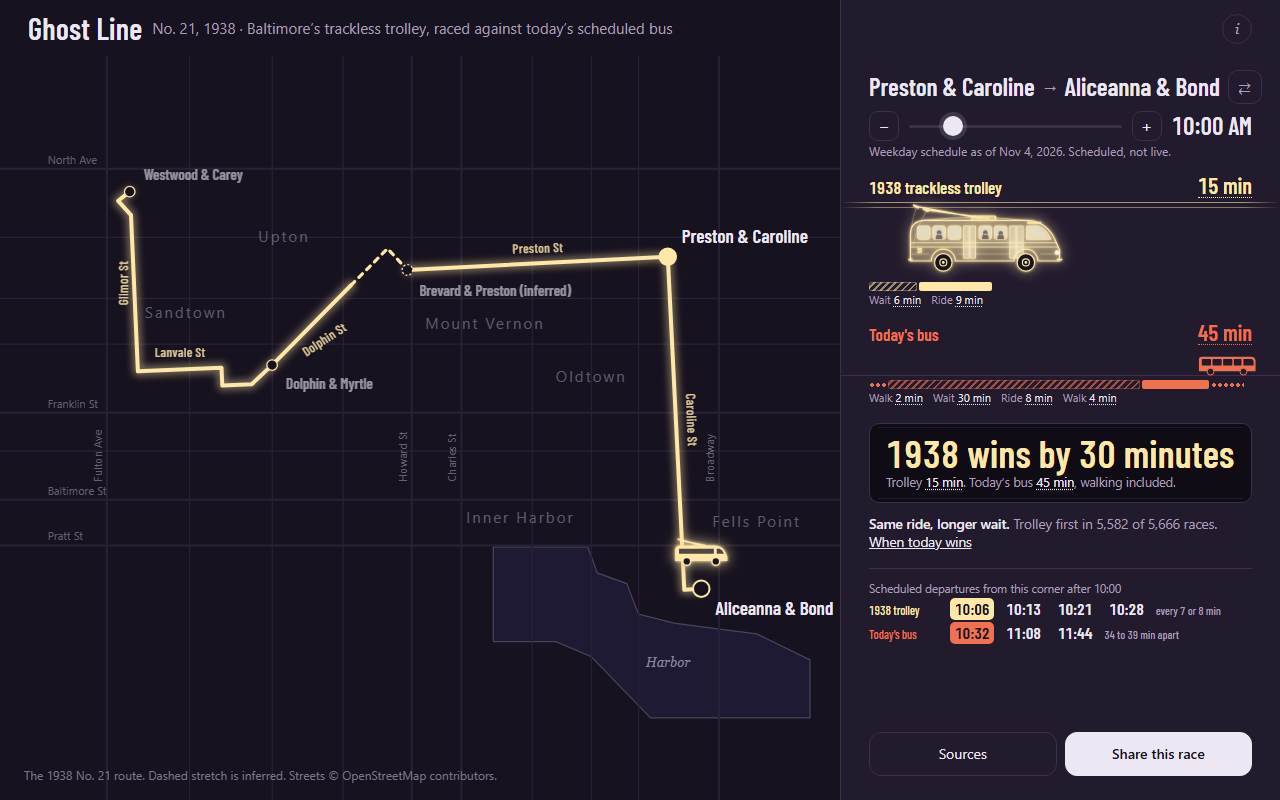 Ghost Line No. 21, 1938 · Baltimore's trackless trolley, raced against today's scheduled bus
i
North Ave
Westwood & Carey
Upton
Preston St
Preston & Caroline
Gilmor St
Brevard & Preston (inferred)
Sandtown
Mount Vernon
Dolphin St
Lanvale St
Dolphin & Myrtle
Oldtown
Franklin St
Caroline St
Fulton Ave
Howard St
Charles St
Broadway
Baltimore St
Inner Harbor
Fells Point
Pratt St
Aliceanna & Bond
Harbor
The 1938 No. 21 route. Dashed stretch is inferred. Streets © OpenStreetMap contributors.
Preston & Caroline → Aliceanna & Bond ⇄
− + 10:00 AM
Weekday schedule as of Nov 4, 2026. Scheduled, not live.
1938 trackless trolley 15 min
Wait 6 min Ride 9 min
Today's bus 45 min
Walk 2 min Wait 30 min Ride 8 min Walk 4 min
1938 wins by 30 minutes
Trolley 15 min. Today's bus 45 min, walking included.
Same ride, longer wait. Trolley first in 5,582 of 5,666 races.
When today wins
Scheduled departures from this corner after 10:00
1938 trolley 10:06 10:13 10:21 10:28 every 7 or 8 min
Today's bus 10:32 11:08 11:44 34 to 39 min apart
Sources Share this race